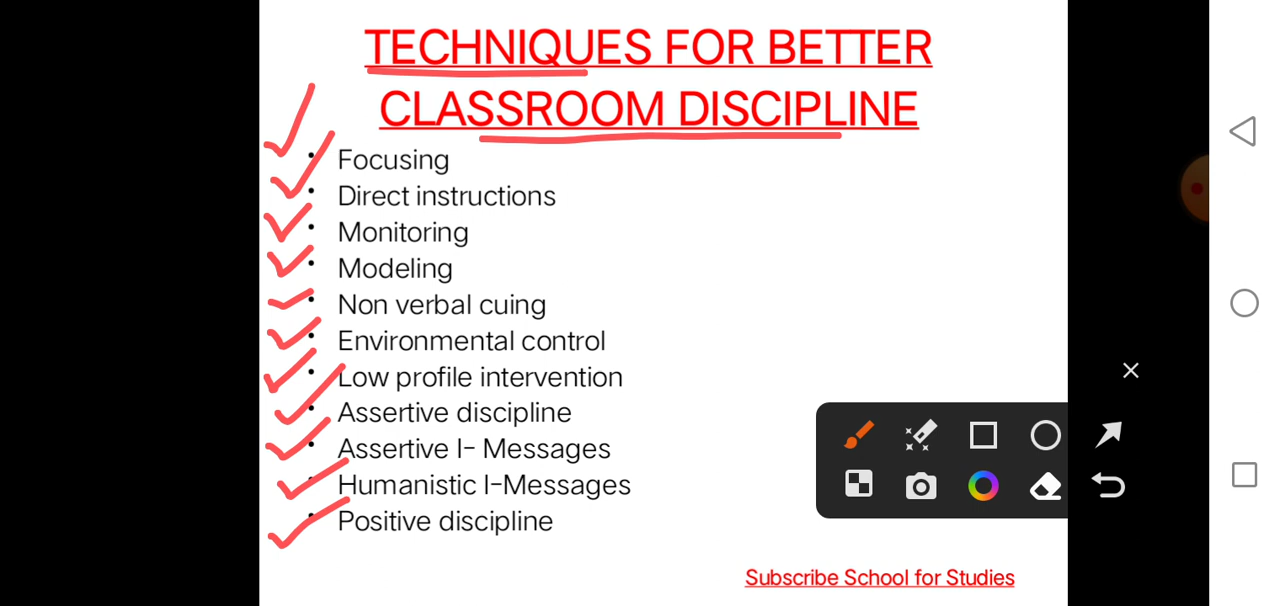 TECHNIQUES FOR BETTER
CLASSROOM DISCIPLINE
• Focusing
• Direct instructions
• Monitoring
• Modeling
• Non verbal cuing
• Environmental control
• Low profile intervention
• Assertive discipline
• Assertive I- Messages
• Humanistic I-Messages
• Positive discipline
Subscribe School for Studies